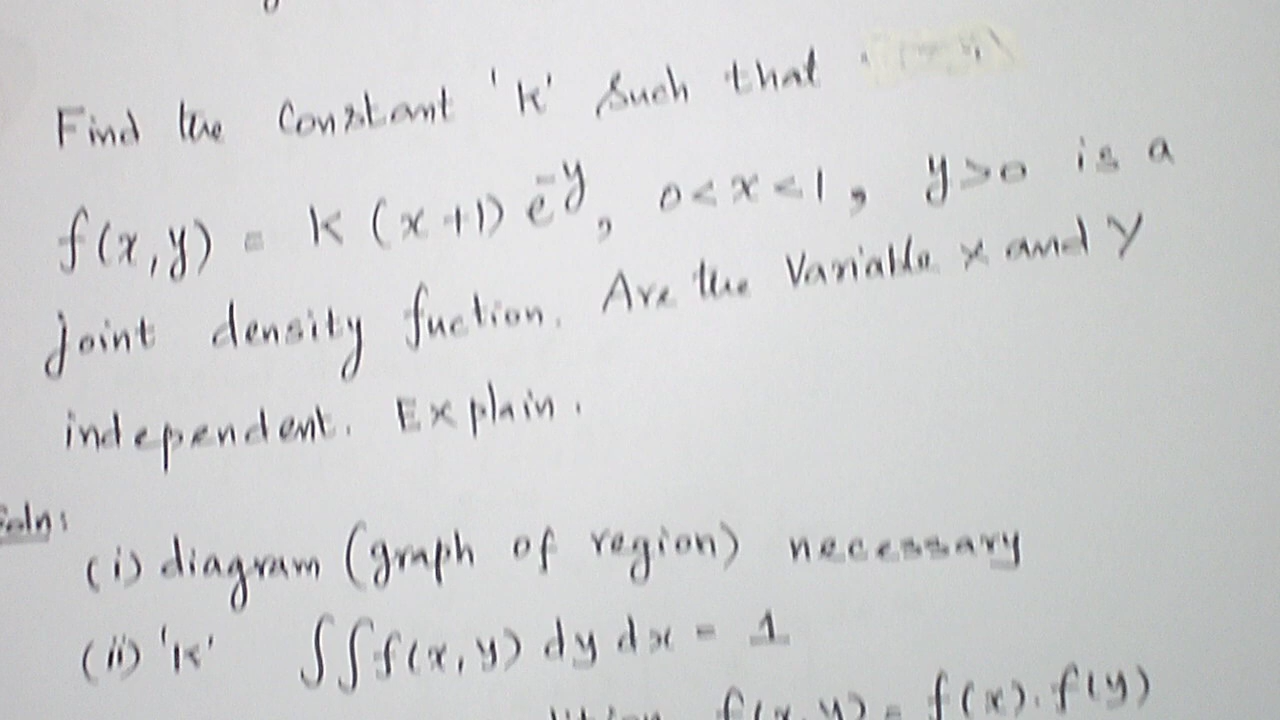 Find the Constant 'K' such that
f(x,y) = K (x+1) e^-y, 0<x<1, y>0 is a
joint density fuction. Are the Variable x and Y
independent. Explain.
Soln:
(i) diagram (graph of region) necessary
(ii) 'K' ∫∫f(x,y) dy dx = 1
f(x,y) = f(x).f(y)